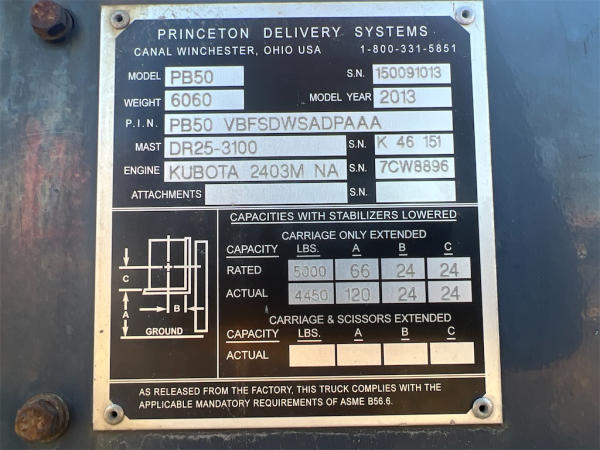 PRINCETON DELIVERY SYSTEMS
CANAL WINCHESTER, OHIO USA 1-800-331-5851
MODEL PB50 S.N. 150091013
WEIGHT 6060 MODEL YEAR 2013
P.I.N. PB50 VBFSDWSADPAAA
MAST DR25-3100 S.N. K 46 151
ENGINE KUBOTA 2403M NA S.N. 7CW8896
ATTACHMENTS S.N.
CAPACITIES WITH STABILIZERS LOWERED
CARRIAGE ONLY EXTENDED
CAPACITY LBS. A B C
RATED 5000 66 24 24
ACTUAL 4450 120 24 24
C
B
A
GROUND
CARRIAGE & SCISSORS EXTENDED
CAPACITY LBS. A B C
ACTUAL
AS RELEASED FROM THE FACTORY, THIS TRUCK COMPLIES WITH THE
APPLICABLE MANDATORY REQUIREMENTS OF ASME B56.6.